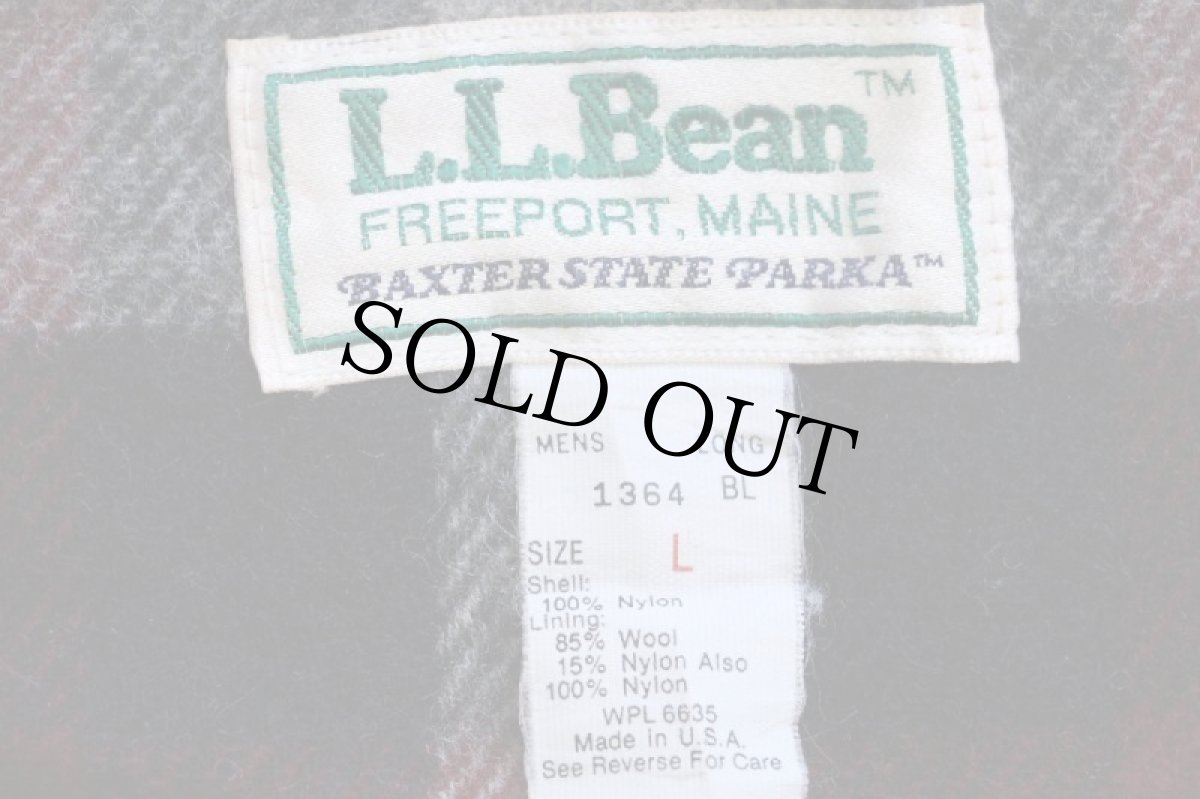 L.L.Bean™
FREEPORT, MAINE
BAXTER STATE PARKA™
SOLD OUT
MENS LONG
1364 BL
SIZE L
Shell:
100% Nylon
Lining:
85% Wool
15% Nylon Also
100% Nylon
WPL 6635
Made in U.S.A.
See Reverse For Care